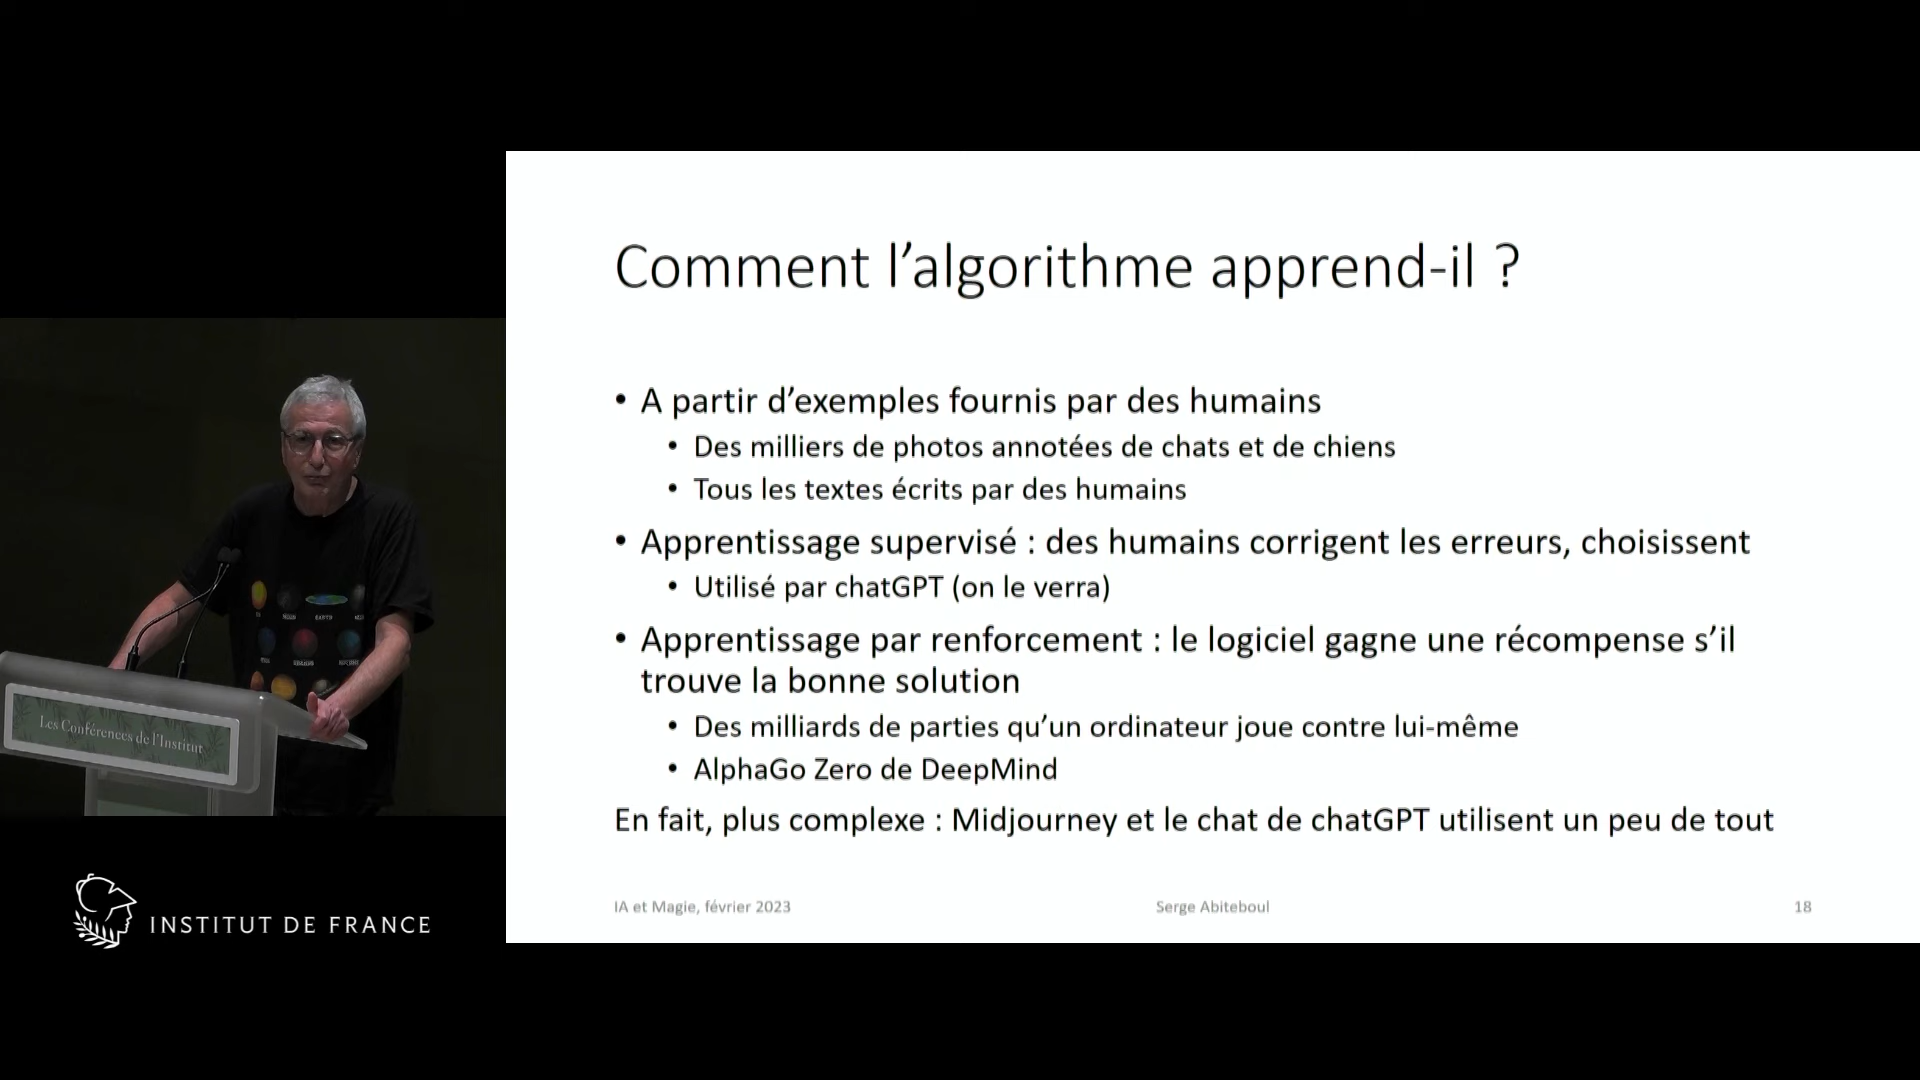 Comment l’algorithme apprend-il ?
• A partir d’exemples fournis par des humains
• Des milliers de photos annotées de chats et de chiens
• Tous les textes écrits par des humains
• Apprentissage supervisé : des humains corrigent les erreurs, choisissent
• Utilisé par chatGPT (on le verra)
• Apprentissage par renforcement : le logiciel gagne une récompense s’il
trouve la bonne solution
• Des milliards de parties qu’un ordinateur joue contre lui-même
• AlphaGo Zero de DeepMind
En fait, plus complexe : Midjourney et le chat de chatGPT utilisent un peu de tout
IA et Magie, février 2023
Serge Abiteboul
18
EARTH
Les Conférences de l’Institut
INSTITUT DE FRANCE